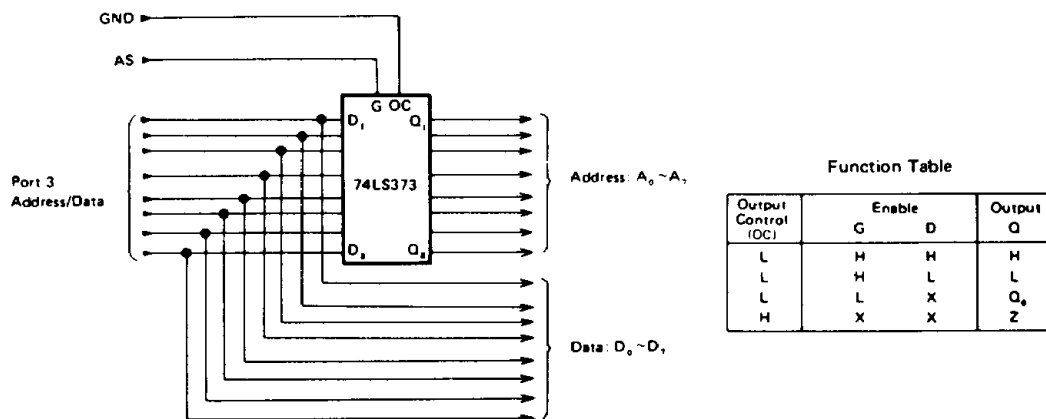 GND
AS
G OC
D₁ Q₁
74LS373
D₈ Q₈
Port 3
Address/Data
Address: A₀~A₇
Data: D₀~D₇
Function Table
Output Control (OC) Enable Output
G D Q
L H H H
L H L L
L L X Q₀
H X X Z